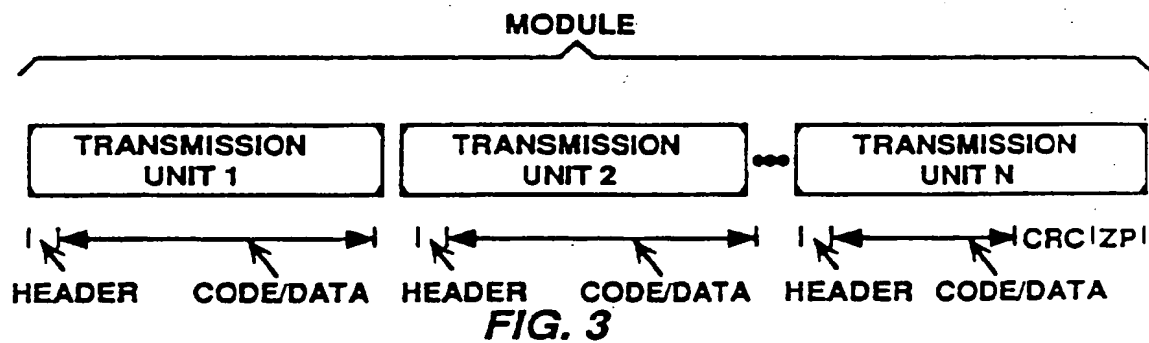 MODULE
TRANSMISSION UNIT 1
TRANSMISSION UNIT 2
TRANSMISSION UNIT N
CRC ZP
HEADER CODE/DATA HEADER CODE/DATA HEADER CODE/DATA
FIG. 3